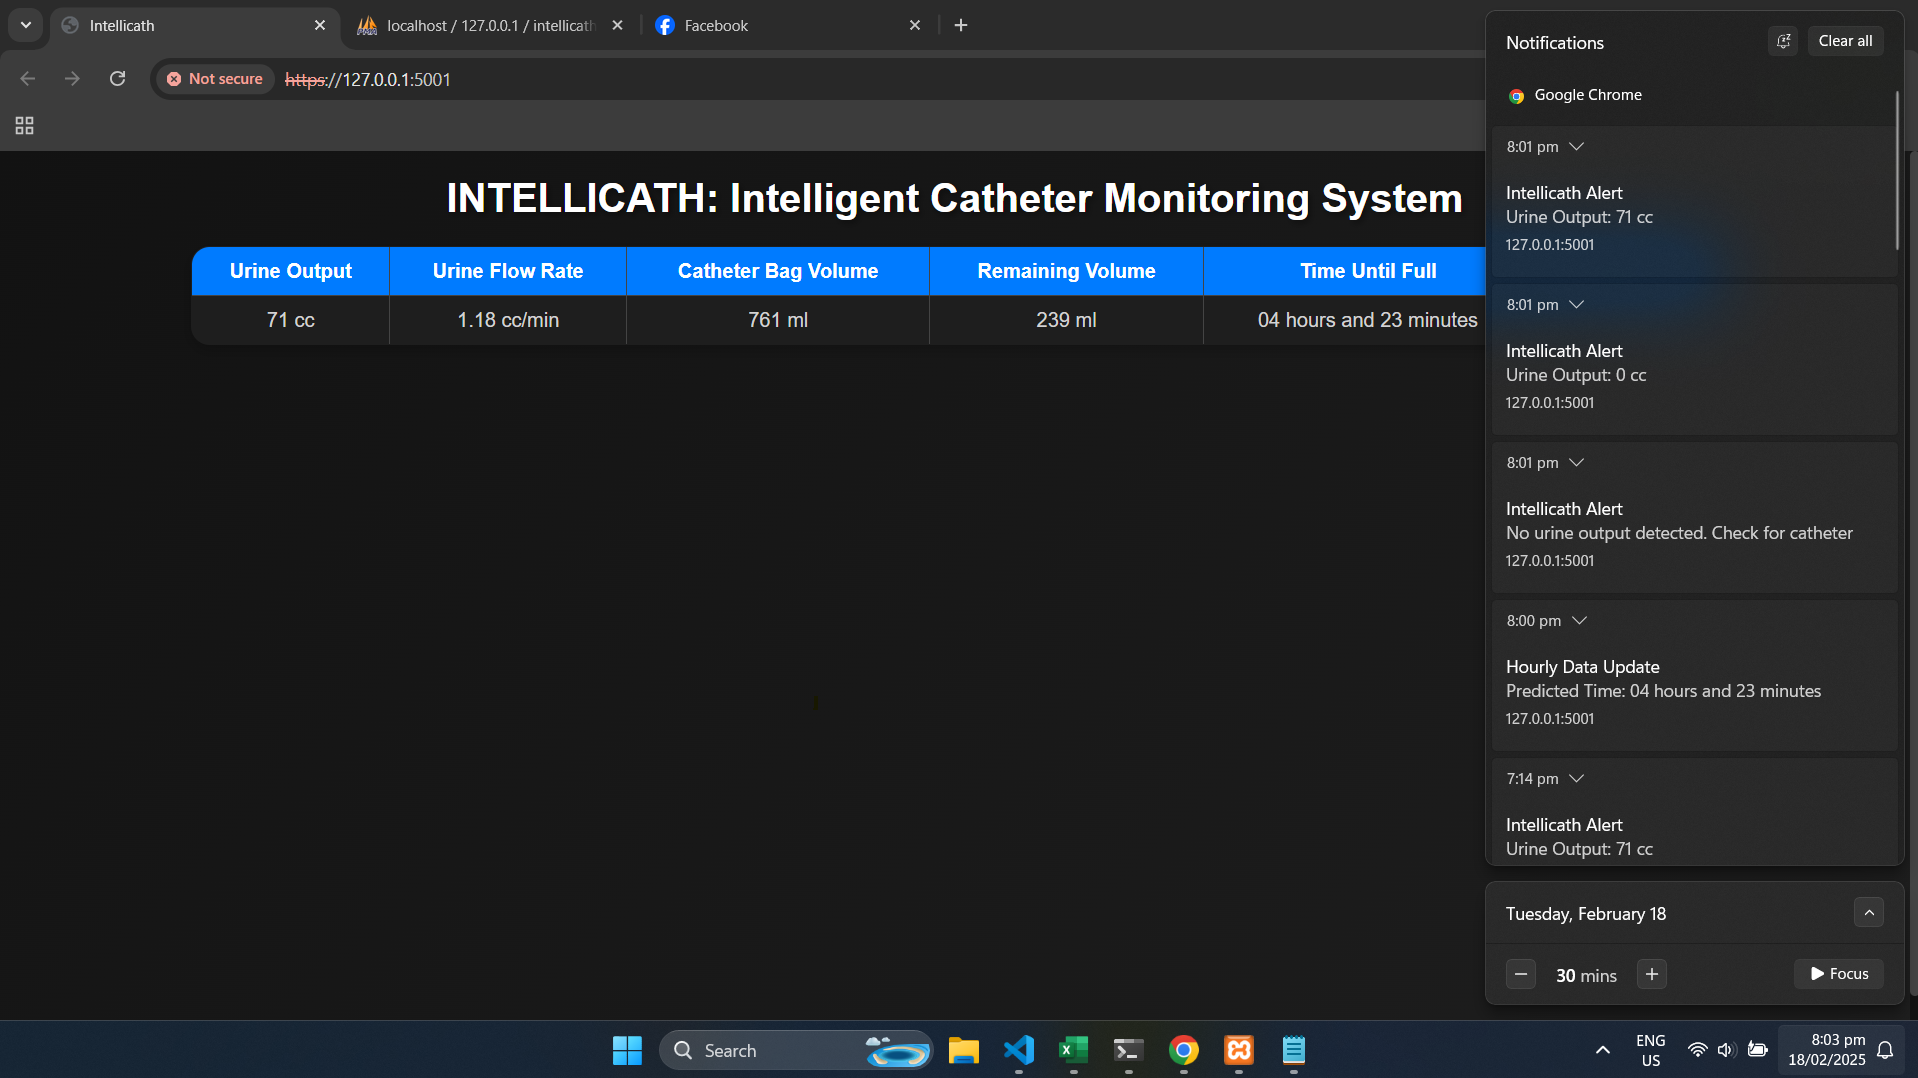 Intellicath
localhost / 127.0.0.1 / intellicath
Facebook
Not secure
https://127.0.0.1:5001
INTELLICATH: Intelligent Catheter Monitoring System
Urine Output Urine Flow Rate Catheter Bag Volume Remaining Volume Time Until Full
71 cc 1.18 cc/min 761 ml 239 ml 04 hours and 23 minutes
Notifications
Clear all
Google Chrome
8:01 pm
Intellicath Alert
Urine Output: 71 cc
127.0.0.1:5001
8:01 pm
Intellicath Alert
Urine Output: 0 cc
127.0.0.1:5001
8:01 pm
Intellicath Alert
No urine output detected. Check for catheter
127.0.0.1:5001
8:00 pm
Hourly Data Update
Predicted Time: 04 hours and 23 minutes
127.0.0.1:5001
7:14 pm
Intellicath Alert
Urine Output: 71 cc
Tuesday, February 18
30 mins
Focus
Search
ENG
US
8:03 pm
18/02/2025